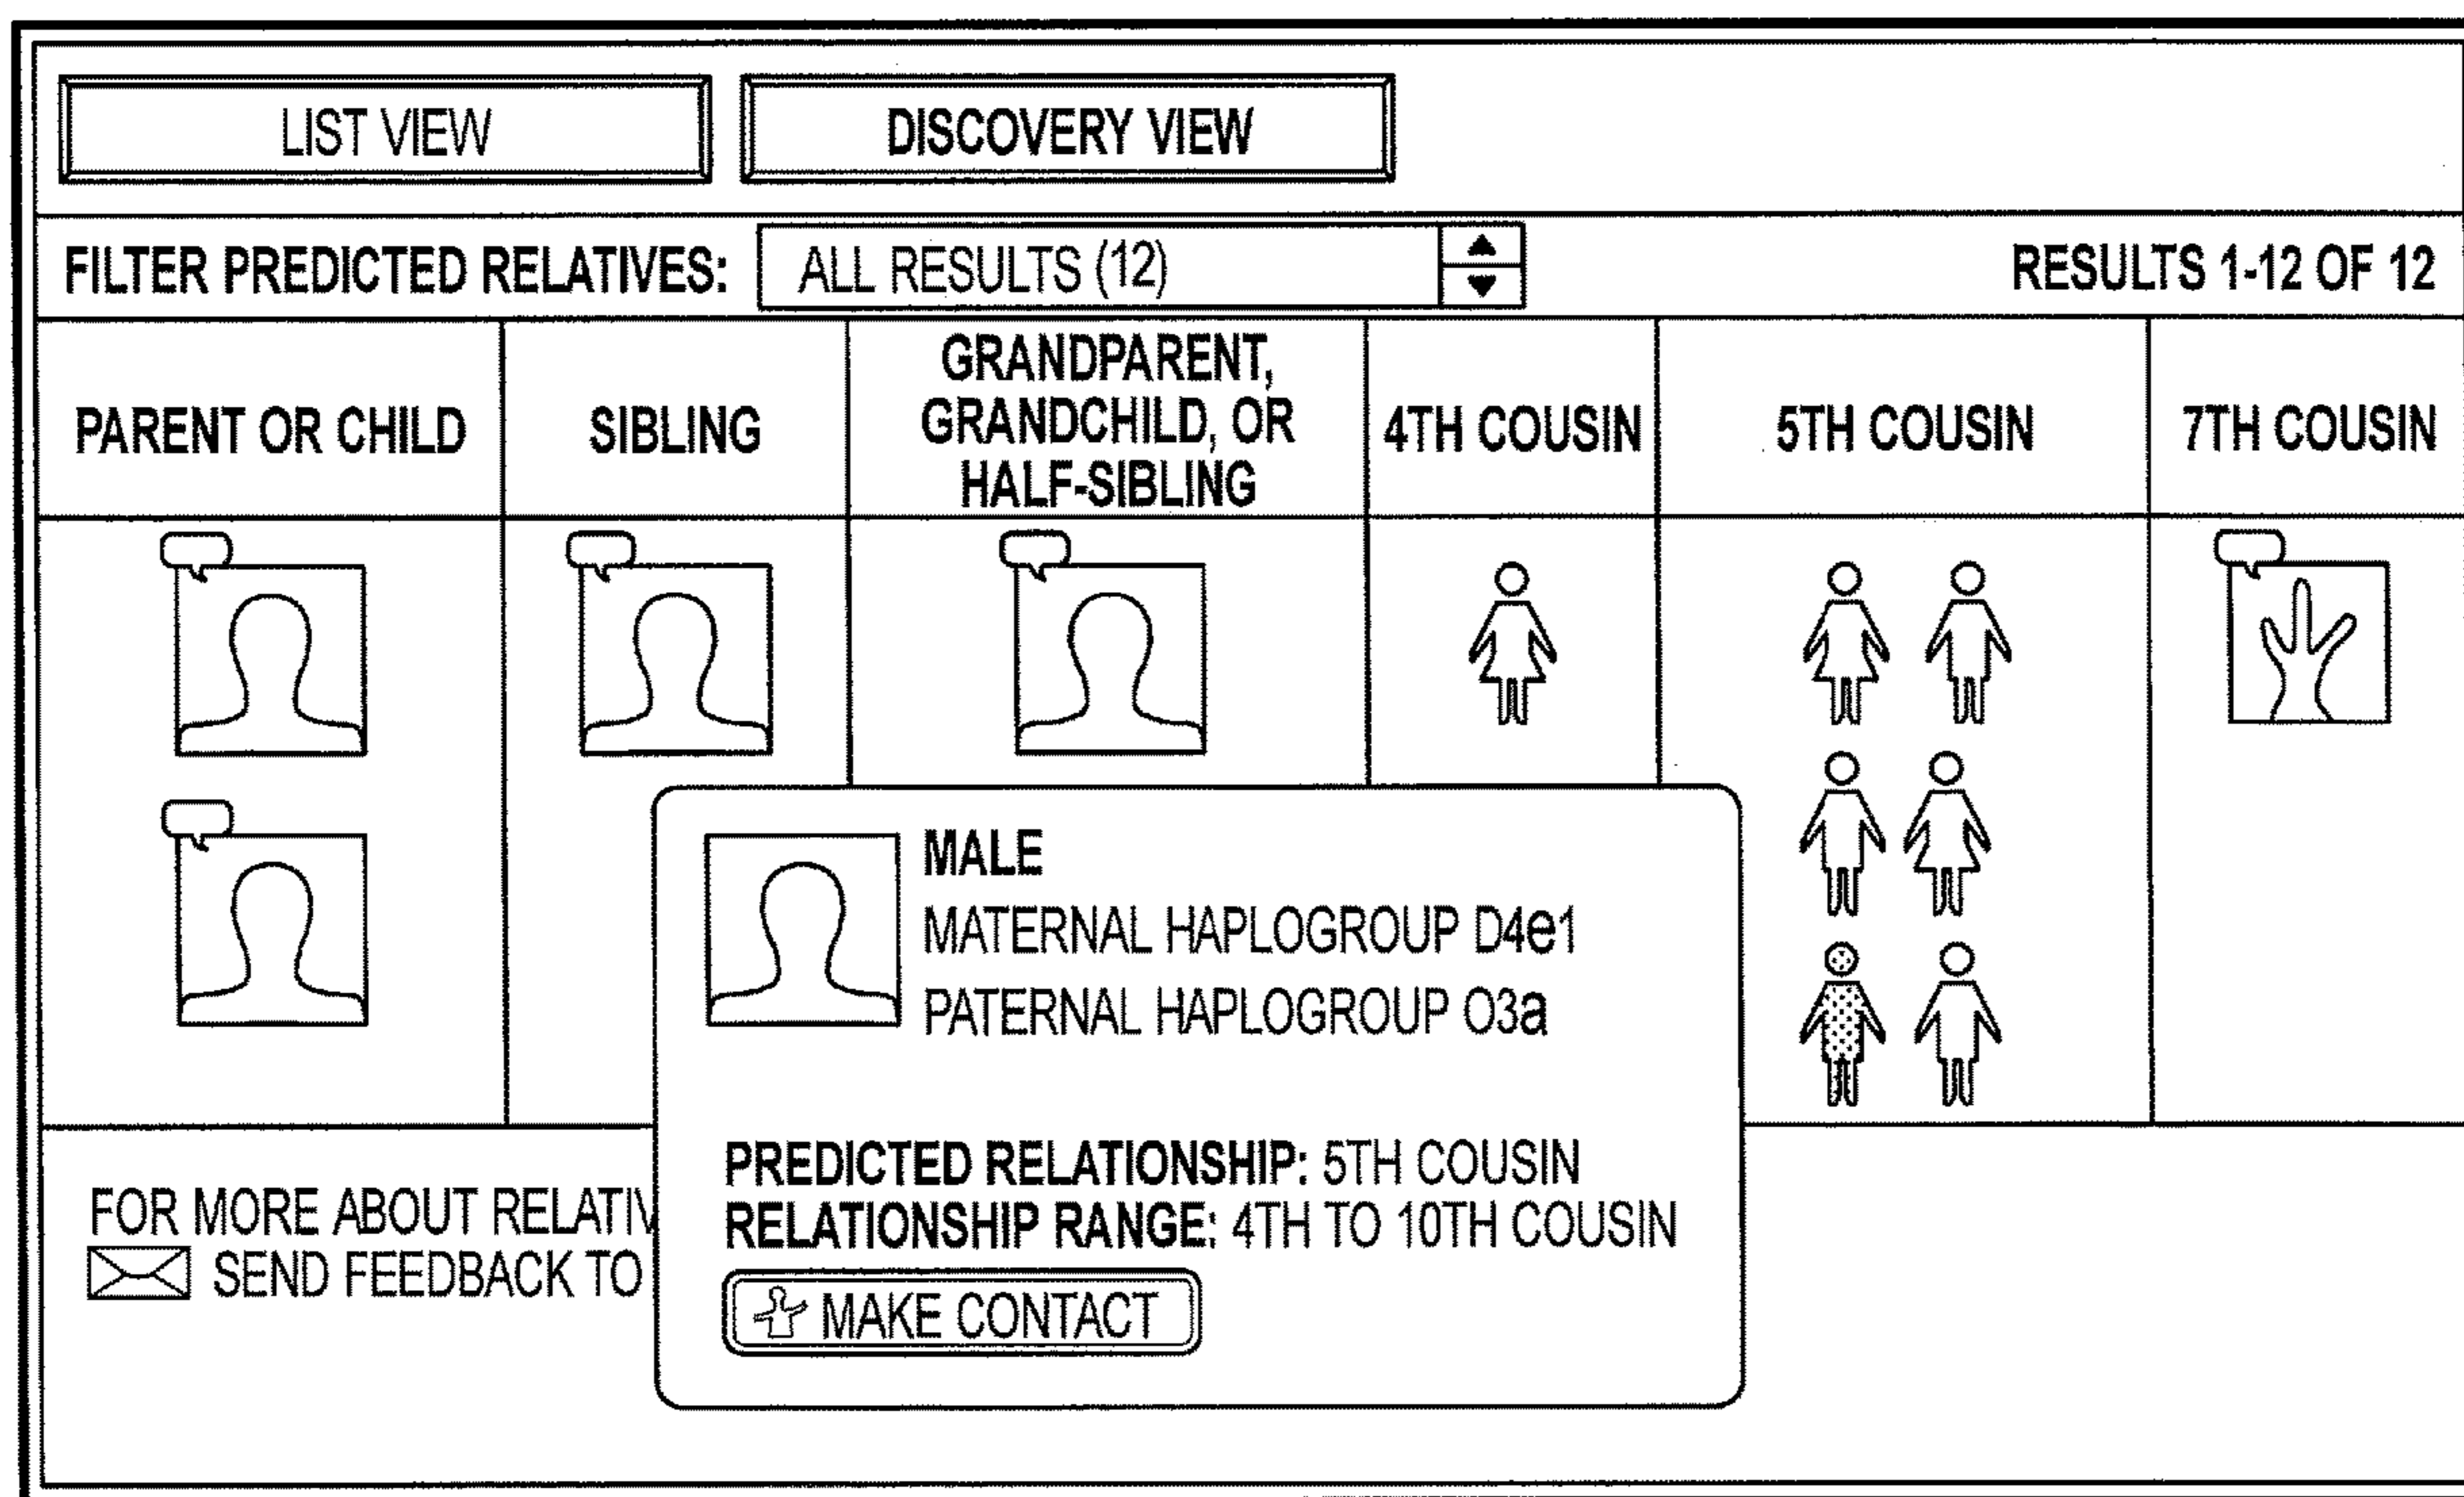 LIST VIEW
DISCOVERY VIEW
FILTER PREDICTED RELATIVES:
ALL RESULTS (12)
RESULTS 1-12 OF 12
PARENT OR CHILD
SIBLING
GRANDPARENT,
GRANDCHILD, OR
HALF-SIBLING
4TH COUSIN
5TH COUSIN
7TH COUSIN
MALE
MATERNAL HAPLOGROUP D4e1
PATERNAL HAPLOGROUP O3a
PREDICTED RELATIONSHIP: 5TH COUSIN
RELATIONSHIP RANGE: 4TH TO 10TH COUSIN
MAKE CONTACT
FOR MORE ABOUT RELATIV
SEND FEEDBACK TO